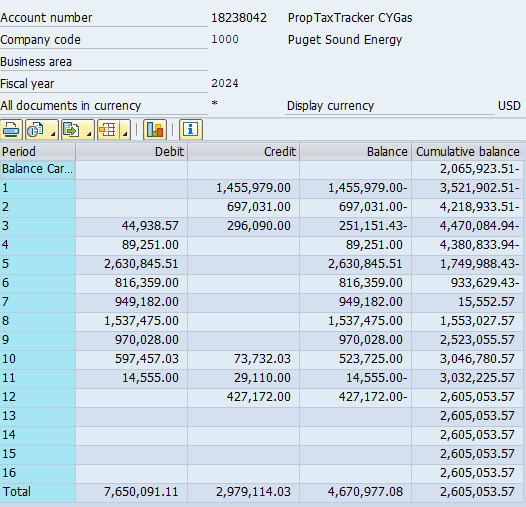 Account number 18238042 PropTaxTracker CYGas
Company code 1000 Puget Sound Energy
Business area
Fiscal year 2024
All documents in currency * Display currency USD
Period Debit Credit Balance Cumulative balance
Balance Car... 2,065,923.51-
1 1,455,979.00 1,455,979.00- 3,521,902.51-
2 697,031.00 697,031.00- 4,218,933.51-
3 44,938.57 296,090.00 251,151.43- 4,470,084.94-
4 89,251.00 89,251.00 4,380,833.94-
5 2,630,845.51 2,630,845.51 1,749,988.43-
6 816,359.00 816,359.00 933,629.43-
7 949,182.00 949,182.00 15,552.57
8 1,537,475.00 1,537,475.00 1,553,027.57
9 970,028.00 970,028.00 2,523,055.57
10 597,457.03 73,732.03 523,725.00 3,046,780.57
11 14,555.00 29,110.00 14,555.00- 3,032,225.57
12 427,172.00 427,172.00- 2,605,053.57
13 2,605,053.57
14 2,605,053.57
15 2,605,053.57
16 2,605,053.57
Total 7,650,091.11 2,979,114.03 4,670,977.08 2,605,053.57